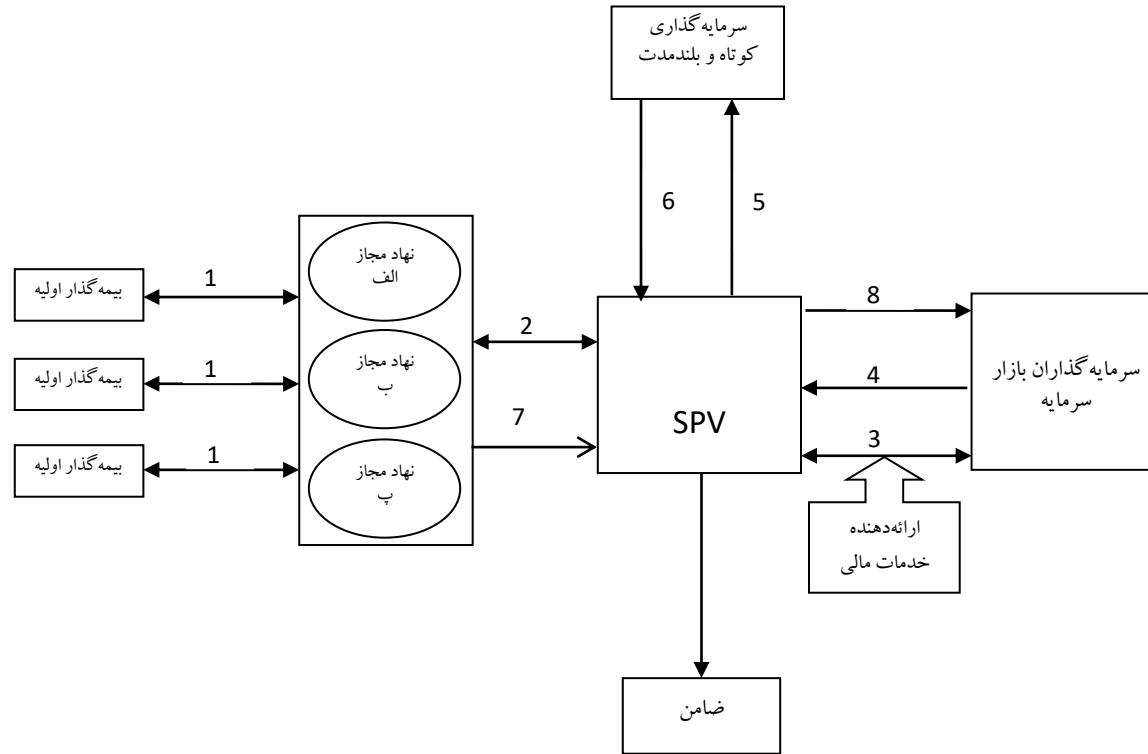 سرمایه‌گذاری
کوتاه و بلندمدت
6
5
نهاد مجاز
الف
نهاد مجاز
ب
نهاد مجاز
پ
بیمه‌گذار اولیه
1
بیمه‌گذار اولیه
1
بیمه‌گذار اولیه
1
2
7
SPV
8
4
3
سرمایه‌گذاران بازار
سرمایه
ارائه‌دهنده
خدمات مالی
ضامن